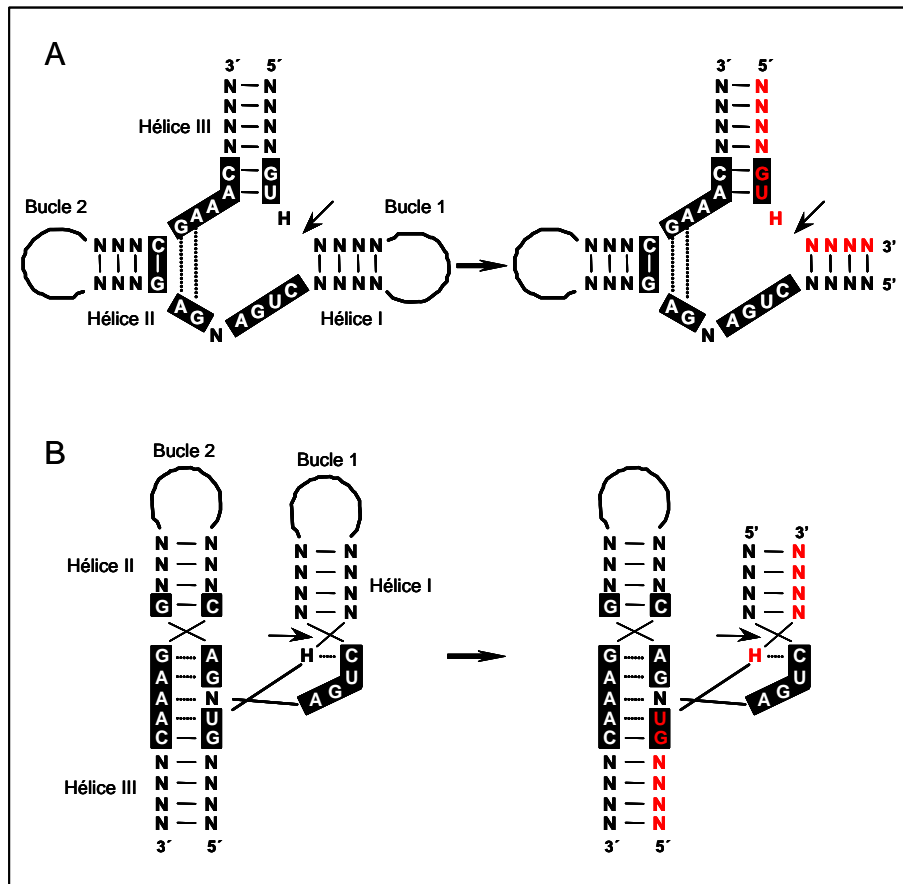 A
3´ 5´
N N
N N
N N
N N
Hélice III
C G
A U
A
A
G
H
Bucle 2
Bucle 1
N N N C
N N N G
Hélice II
A G N A G U C
N N N N
N N N N
Hélice I
3´ 5´
N N
N N
N N
N N
C G
A U
A
A
G
H
N N N C
N N N G
A G N A G U C
N N N N 3’
N N N N 5’
B
Bucle 2
Bucle 1
Hélice II
N N
N N
N N
G C
N N
N N
N N
N N
Hélice I
G A
A G
A N
A U
C G
H C
U
G
A
Hélice III
N N
N N
N N
N N
3´ 5´
N N
N N
N N
G C
5’ 3’
N N
N N
N N
N N
G A
A G
A N
A U
C G
H C
U
G
A
N N
N N
N N
N N
3´ 5´